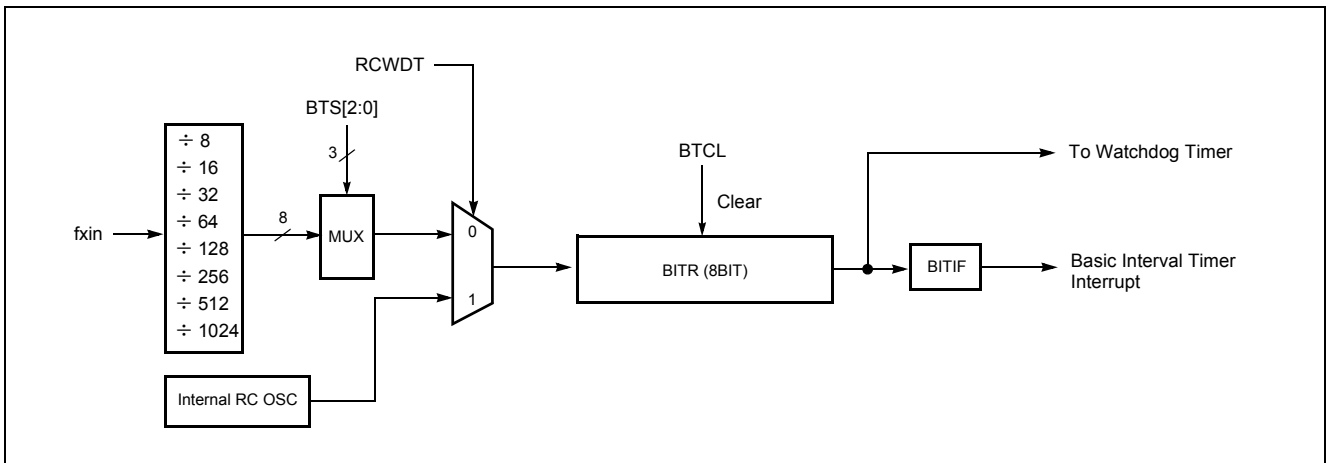 RCWDT
BTS[2:0]
3
÷ 8
÷ 16
÷ 32
÷ 64
÷ 128
÷ 256
÷ 512
÷ 1024
fxin
8
MUX
0
1
Internal RC OSC
BTCL
Clear
BITR (8BIT)
To Watchdog Timer
BITIF
Basic Interval Timer
Interrupt